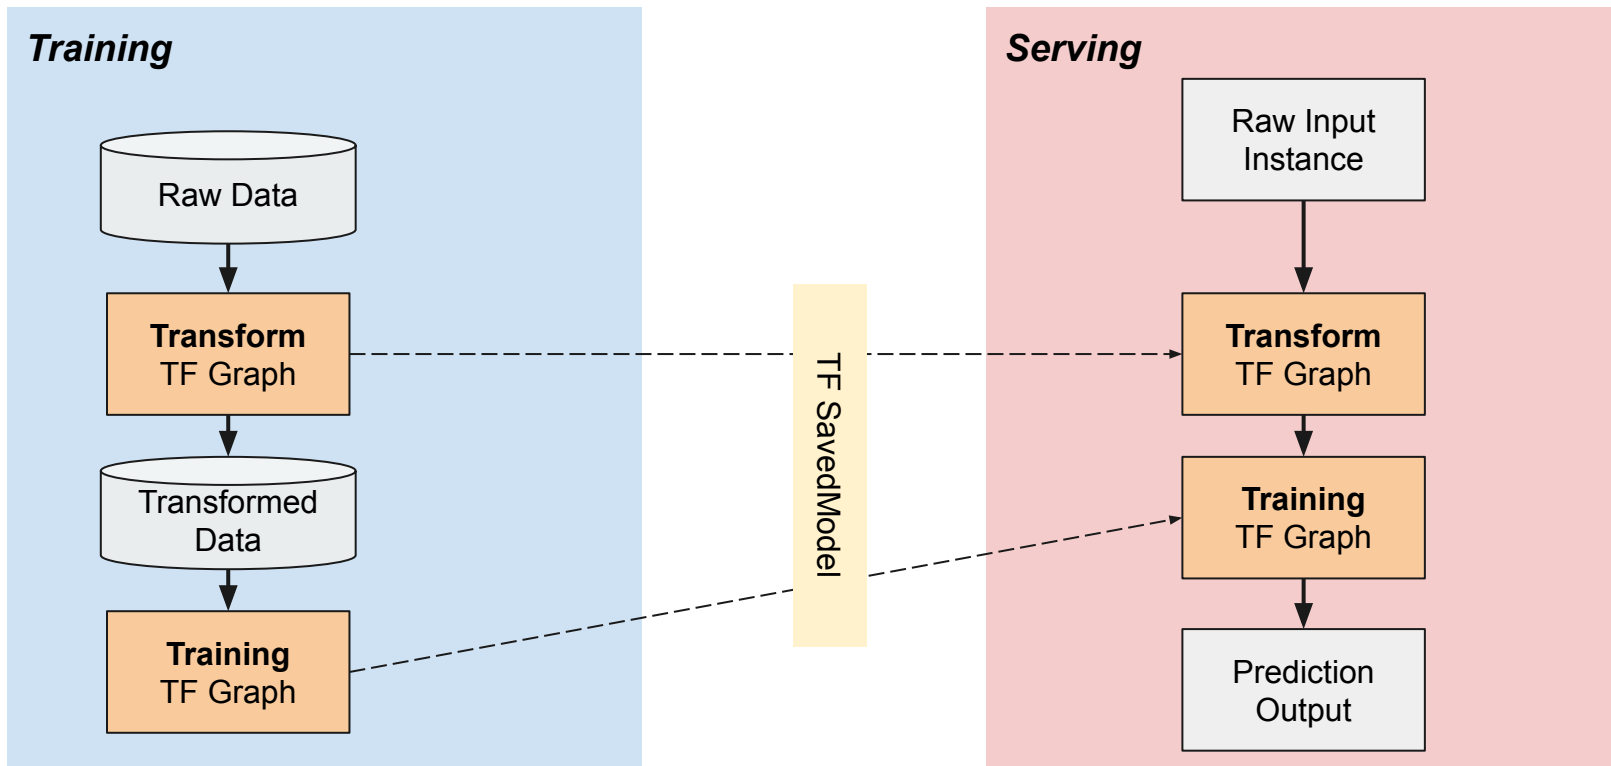 Training
Raw Data
Transform
TF Graph
Transformed
Data
Training
TF Graph
TF SavedModel
Serving
Raw Input
Instance
Transform
TF Graph
Training
TF Graph
Prediction
Output